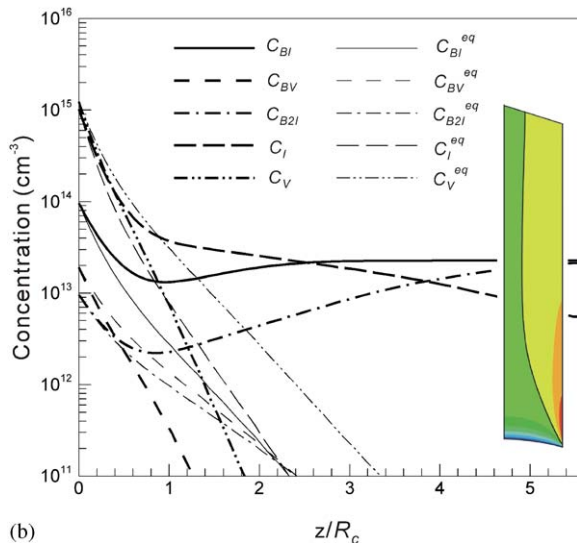 10^16
10^15
10^14
10^13
10^12
10^11
Concentration (cm^-3)
C_BI C_BI^eq
C_BV C_BV^eq
C_B2I C_B2I^eq
C_I C_I^eq
C_V C_V^eq
0 1 2 3 4 5
(b) z/R_c